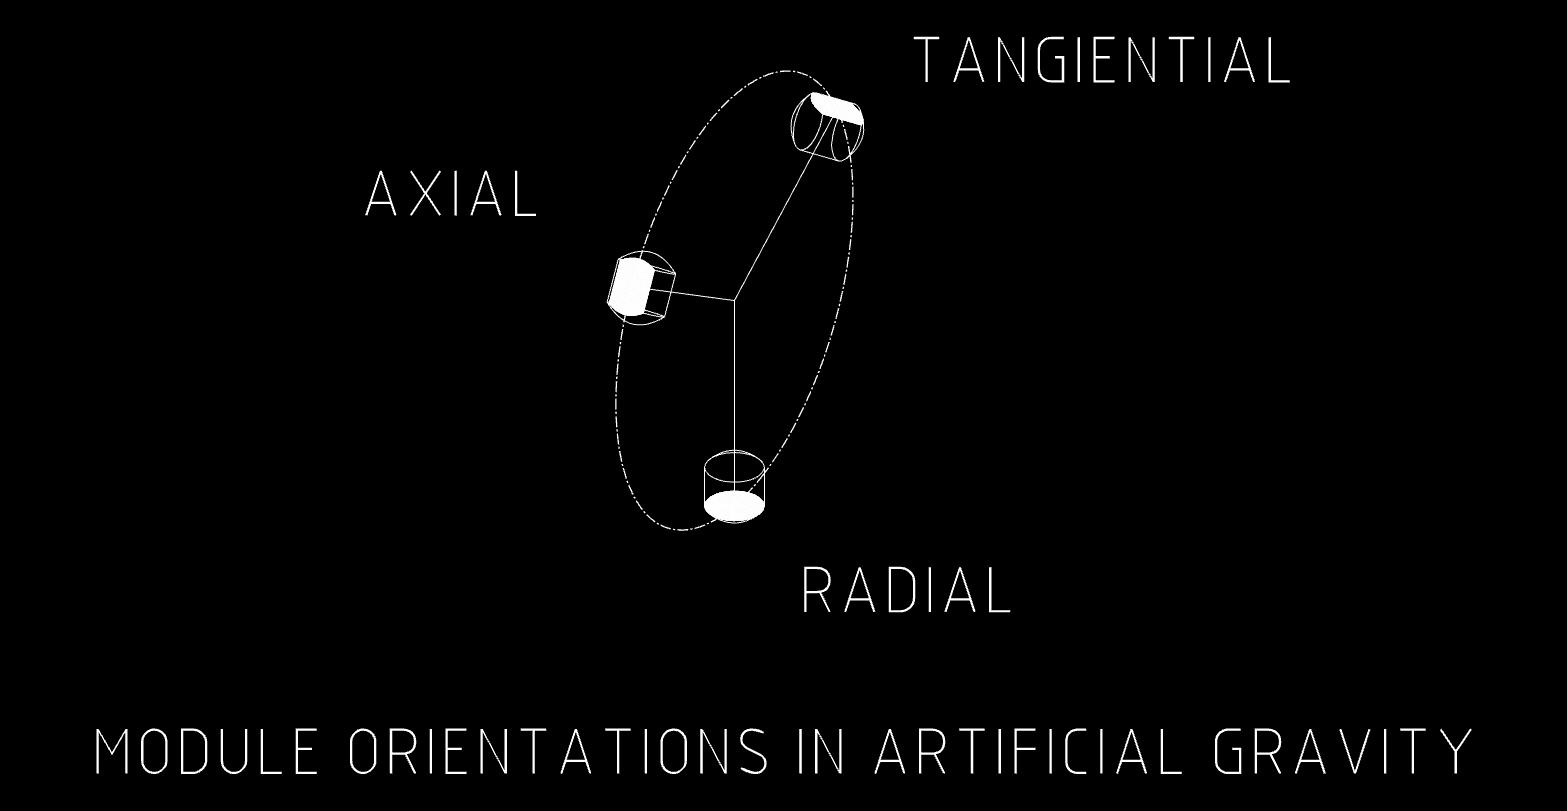 TANGIENTIAL
AXIAL
RADIAL
MODULE ORIENTATIONS IN ARTIFICIAL GRAVITY